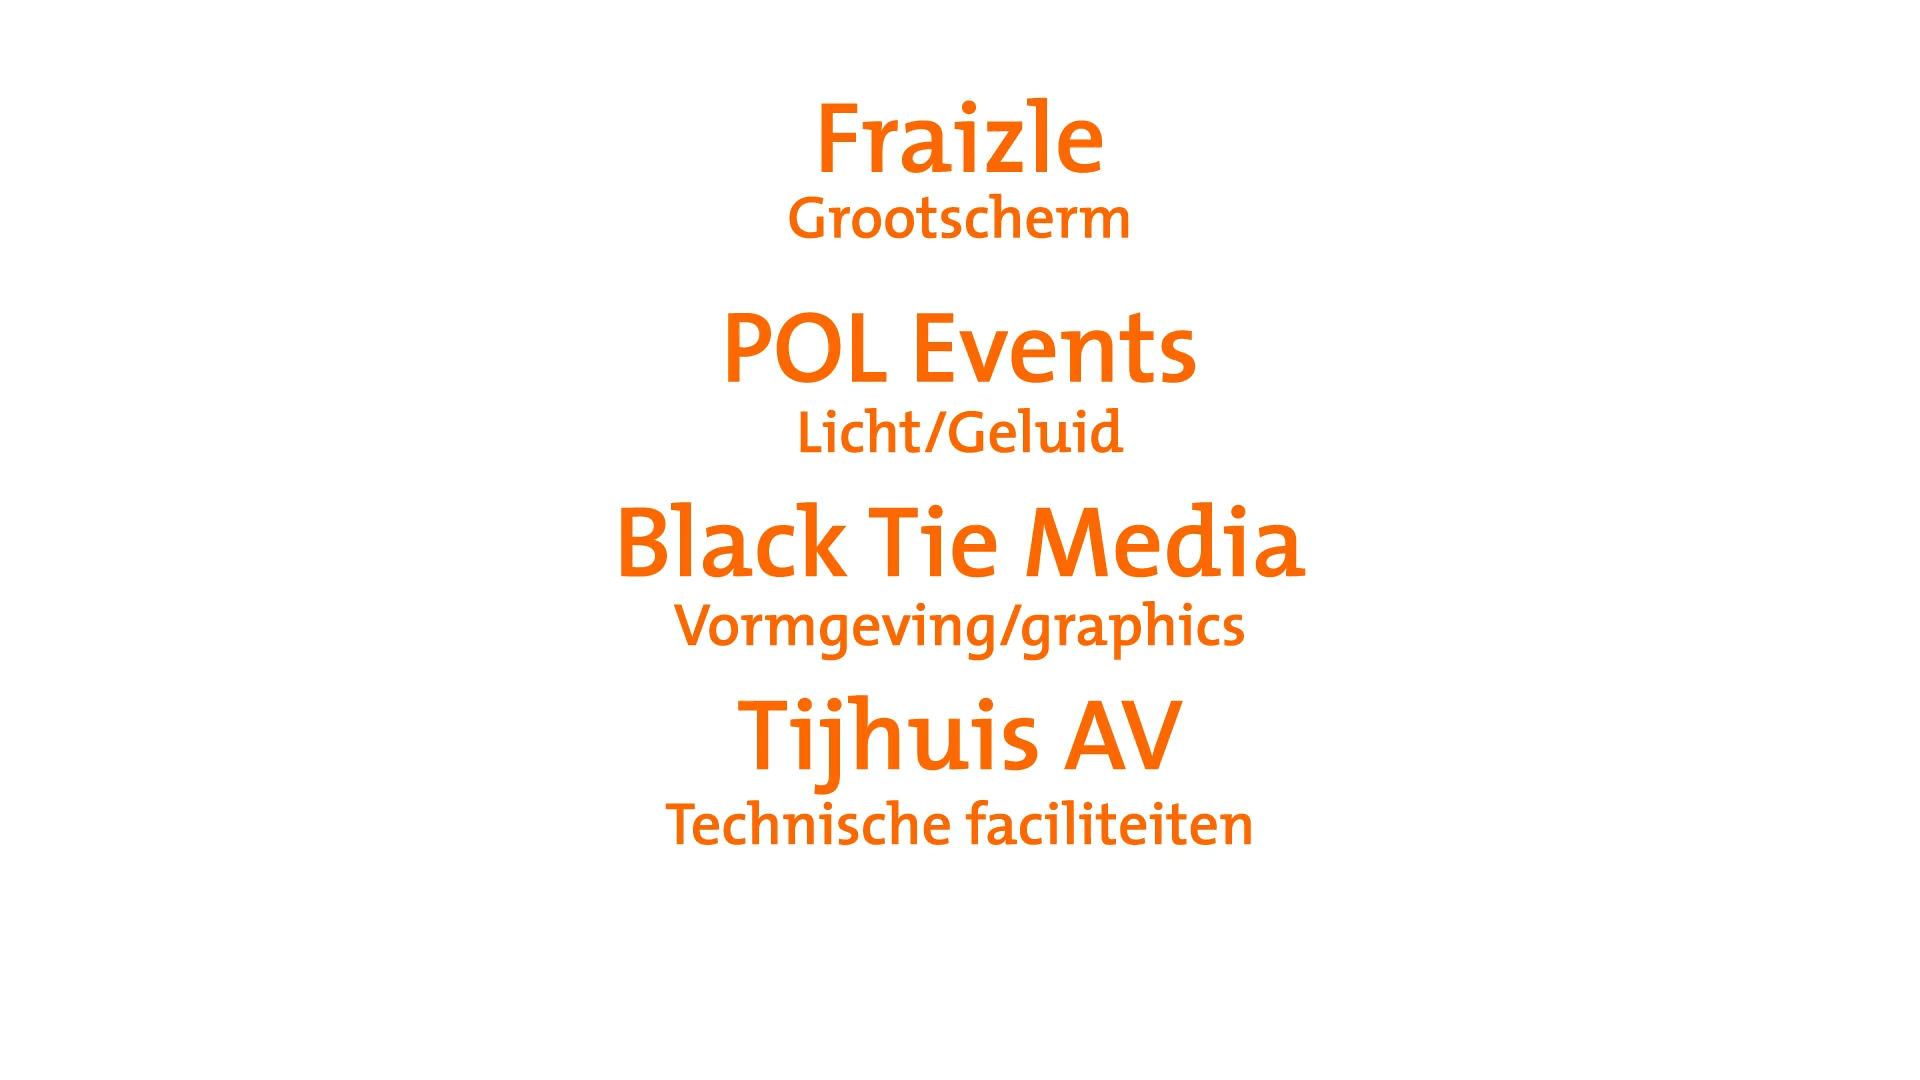 Fraizle
Grootscherm
POL Events
Licht/Geluid
Black Tie Media
Vormgeving/graphics
Tijhuis AV
Technische faciliteiten